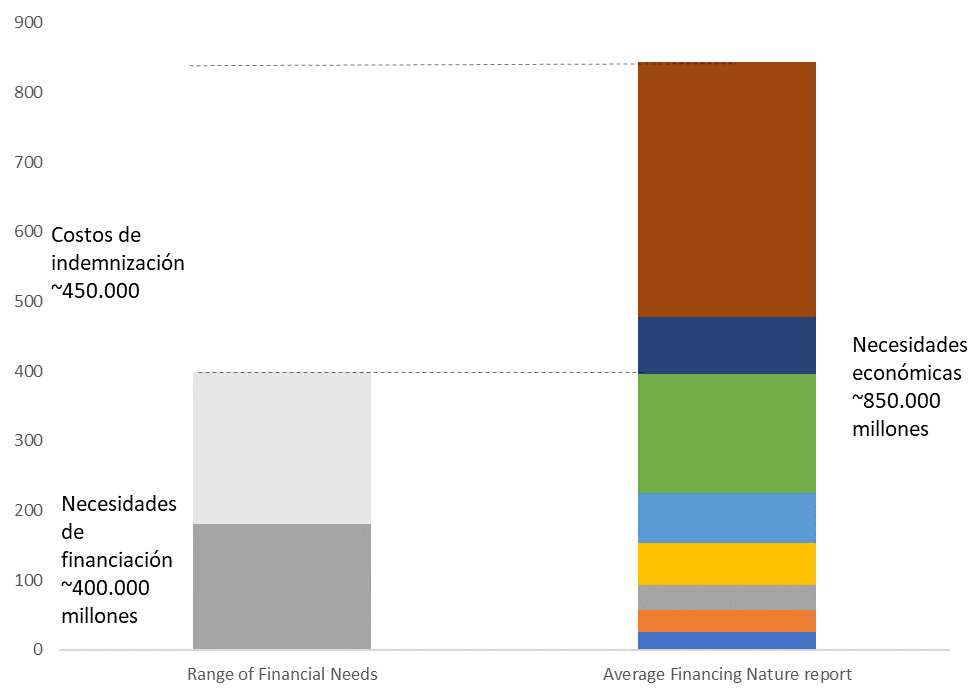 900
800
700
600
500
400
300
200
100
0
Costos de
indemnización
~450.000
Necesidades
de
financiación
~400.000
millones
Necesidades
económicas
~850.000
millones
Range of Financial Needs
Average Financing Nature report